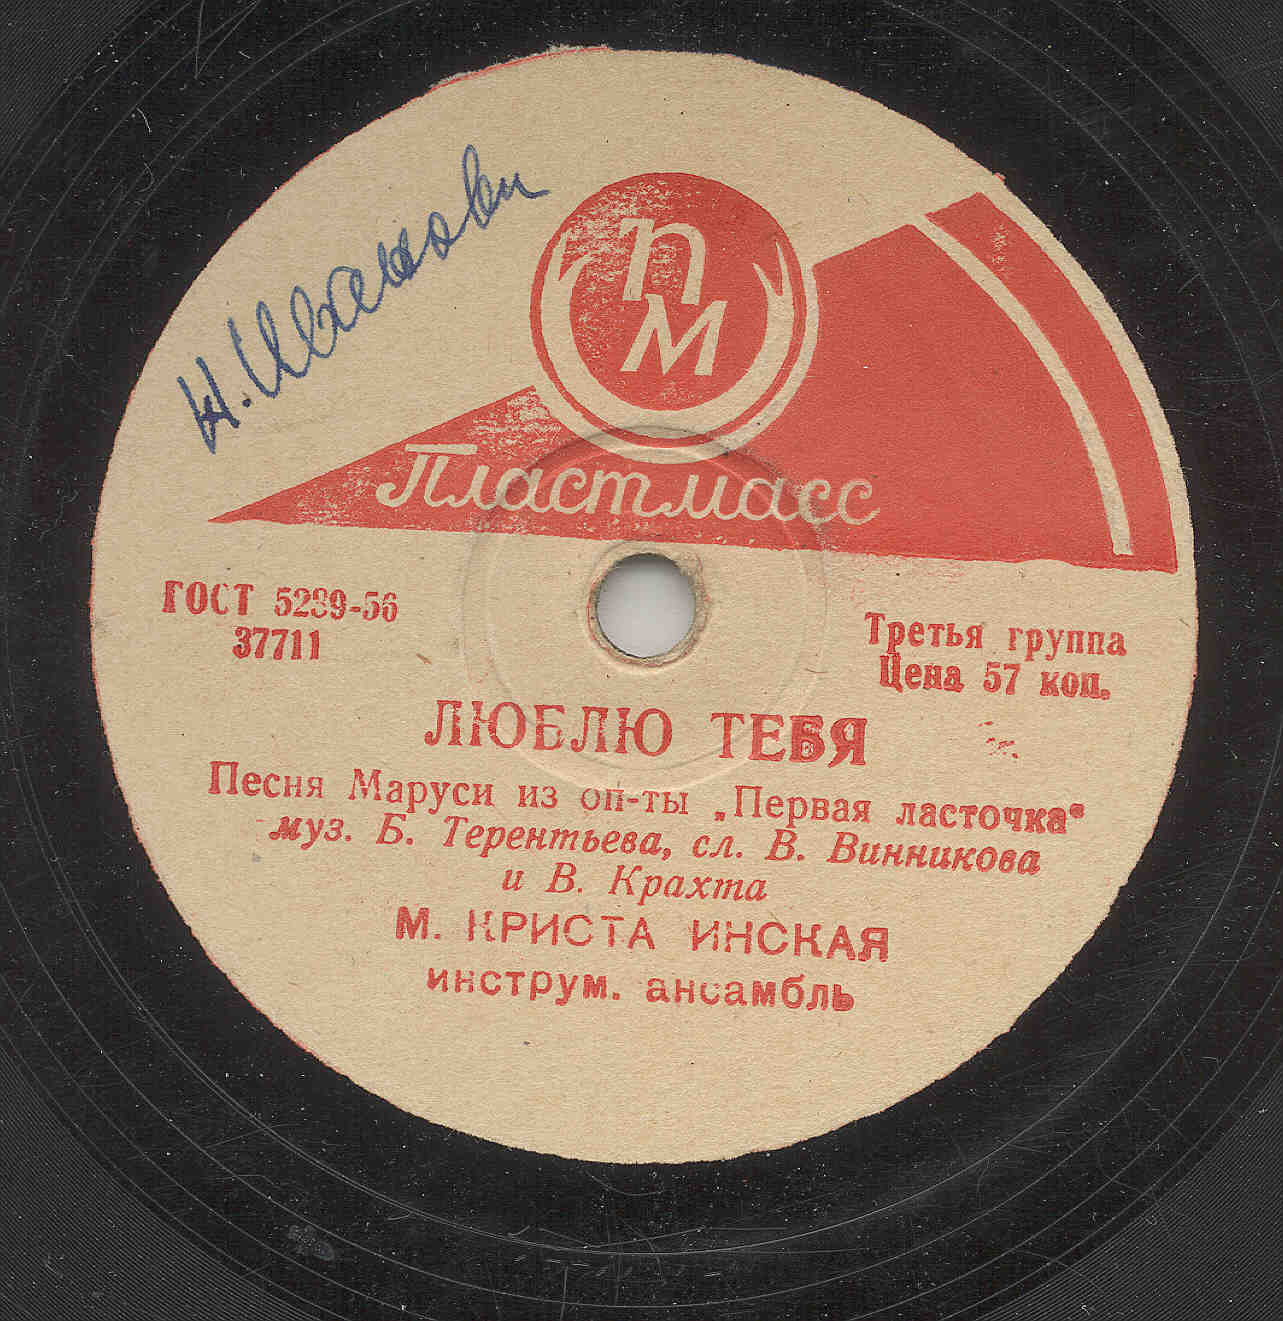 ПМ
Пластмасс
ГОСТ 5289-56
37711
Третья группа
Цена 57 коп.
ЛЮБЛЮ ТЕБЯ
Песня Маруси из оп-ты „Первая ласточка“
муз. Б. Терентьева, сл. В. Винникова
и В. Крахта
М. КРИСТА ИНСКАЯ
инструм. ансамбль